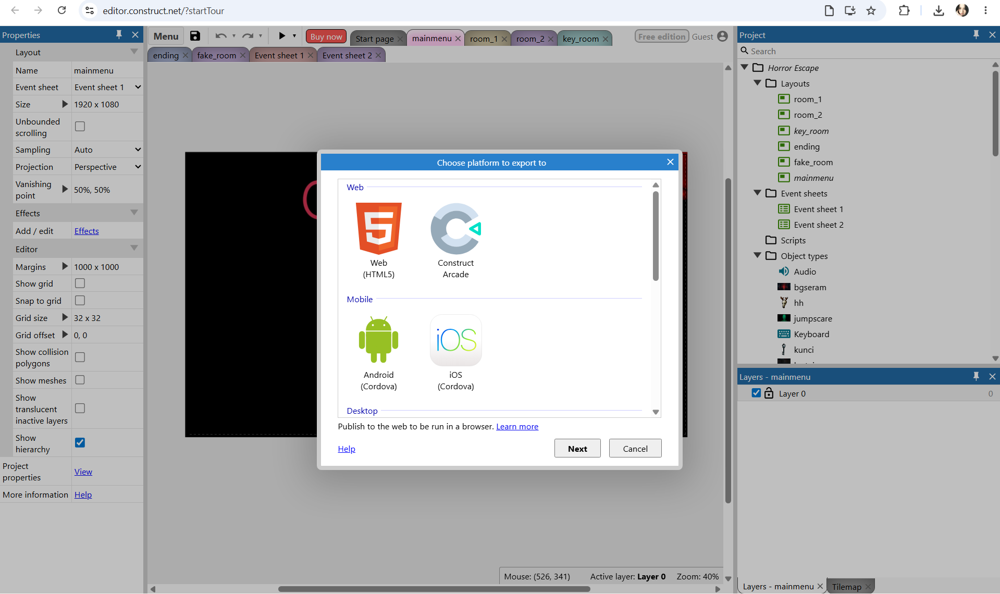 editor.construct.net/?startTour
Properties
Menu
Buy now
Start page
mainmenu
room_1
room_2
key_room
Free edition
Guest
ending
fake_room
Event sheet 1
Event sheet 2
Layout
Name
mainmenu
Event sheet
Event sheet 1
Size
1920 x 1080
Unbounded
scrolling
Sampling
Auto
Projection
Perspective
Vanishing
point
50%, 50%
Effects
Add / edit
Effects
Editor
Margins
1000 x 1000
Show grid
Snap to grid
Grid size
32 x 32
Grid offset
0, 0
Show collision
polygons
Show meshes
Show
translucent
inactive layers
Show
hierarchy
Project
properties
View
More information
Help
Choose platform to export to
Web
Web
(HTML5)
Construct
Arcade
Mobile
iOS
Android
(Cordova)
iOS
(Cordova)
Desktop
Publish to the web to be run in a browser. Learn more
Help
Next
Cancel
Mouse: (526, 341)
Active layer: Layer 0
Zoom: 40%
Project
Search
Horror Escape
Layouts
room_1
room_2
key_room
ending
fake_room
mainmenu
Event sheets
Event sheet 1
Event sheet 2
Scripts
Object types
Audio
bgseram
hh
jumpscare
Keyboard
kunci
Layers - mainmenu
Layer 0
0
Layers - mainmenu
Tilemap